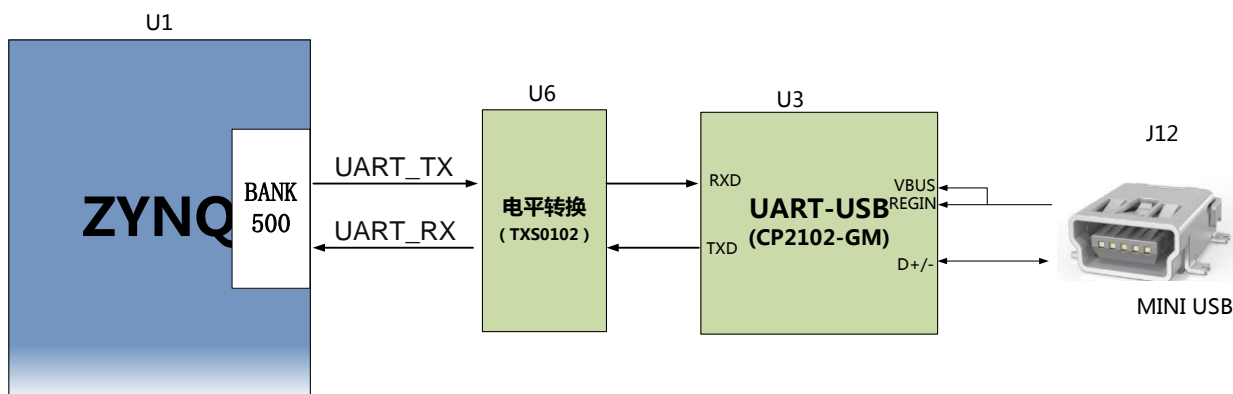 U1
ZYNQ
BANK
500
UART_TX
UART_RX
U6
电平转换
(TXS0102)
U3
RXD
TXD
UART-USB
(CP2102-GM)
VBUS
REGIN
D+/-
J12
MINI USB